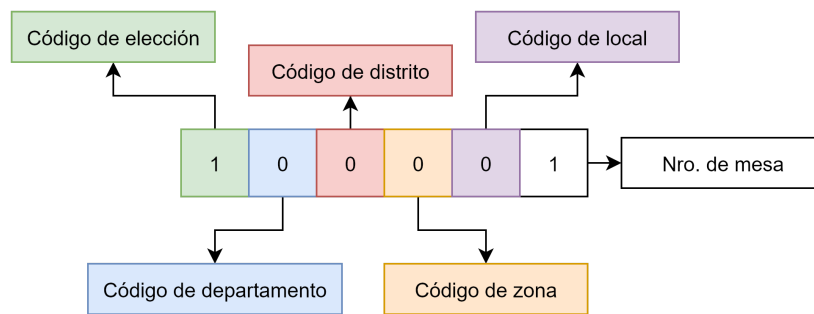 Código de elección
Código de local
Código de distrito
1 0 0 0 0 1
Nro. de mesa
Código de departamento
Código de zona